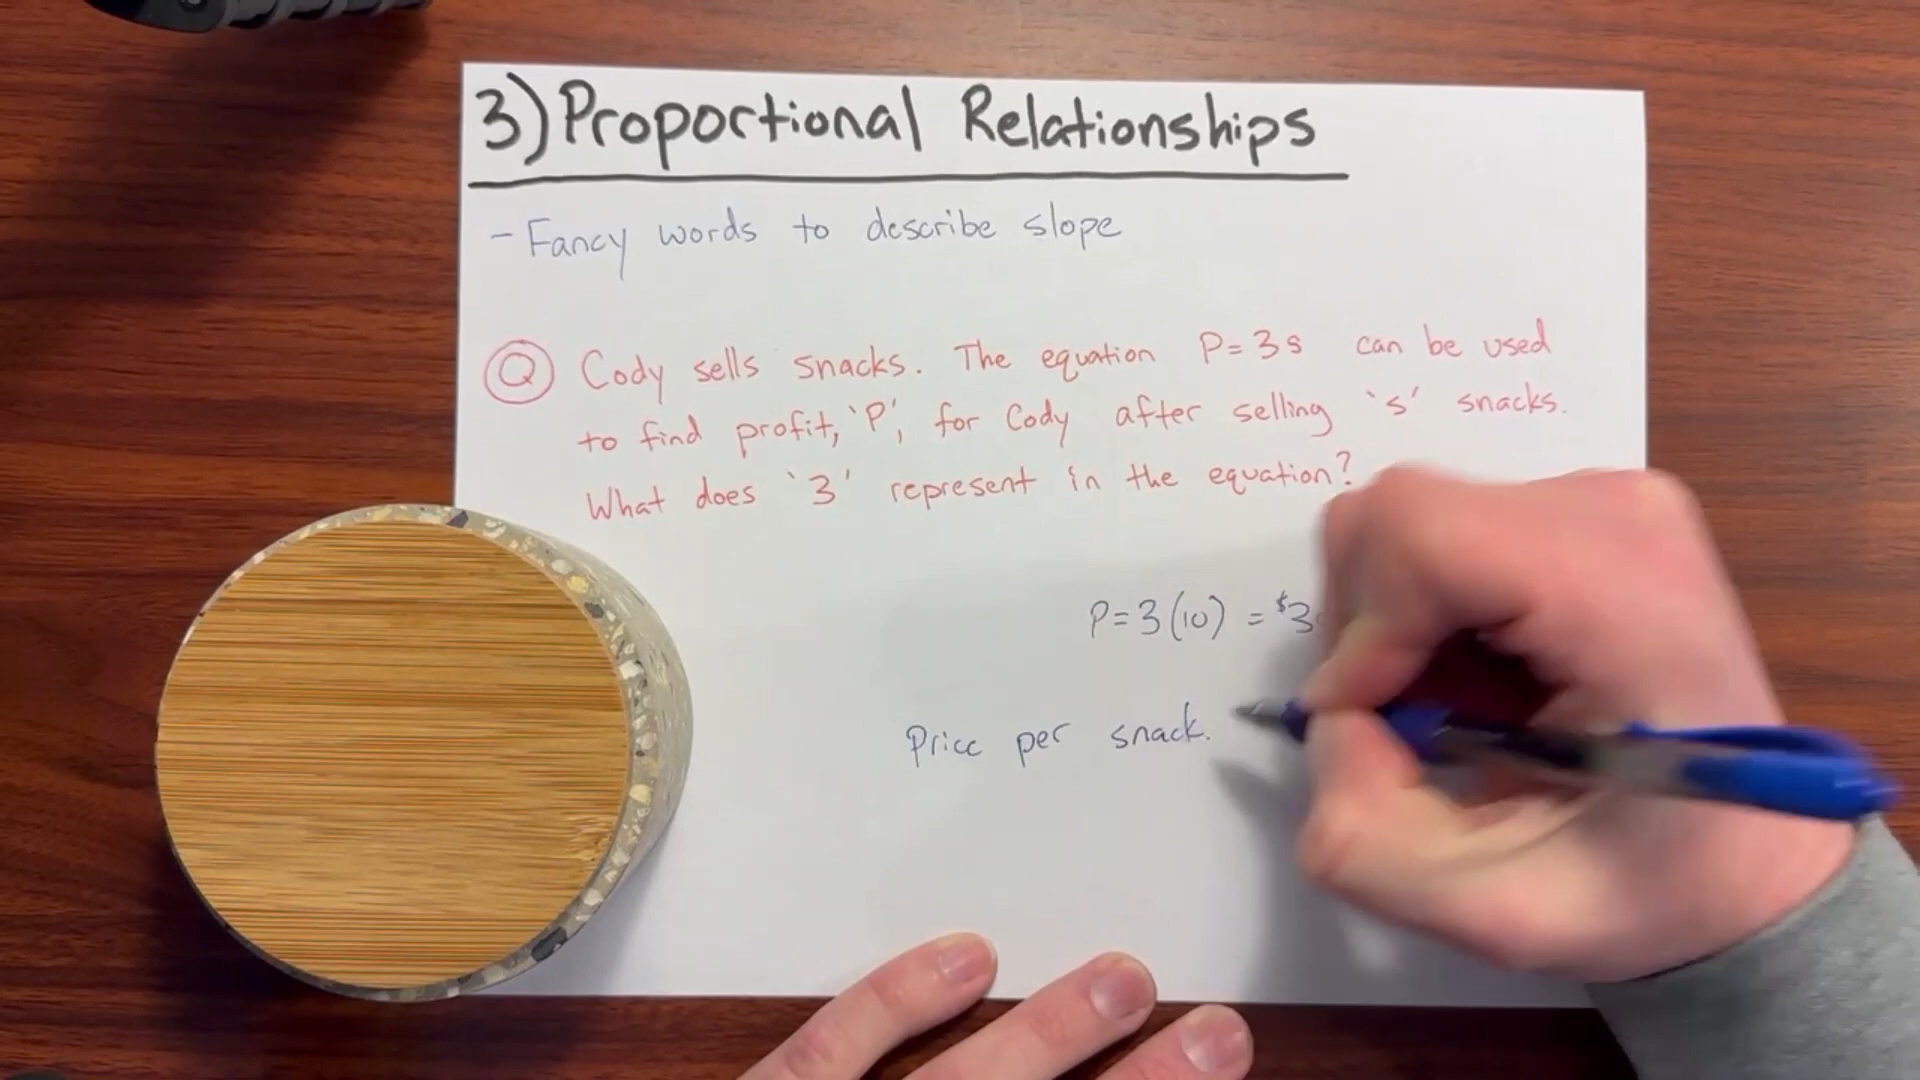 3) Proportional Relationships
- Fancy words to describe slope
Q Cody sells snacks. The equation P=3s can be used
to find profit, 'P', for Cody after selling 's' snacks.
What does '3' represent in the equation?
P=3(10) = $30
Price per snack.